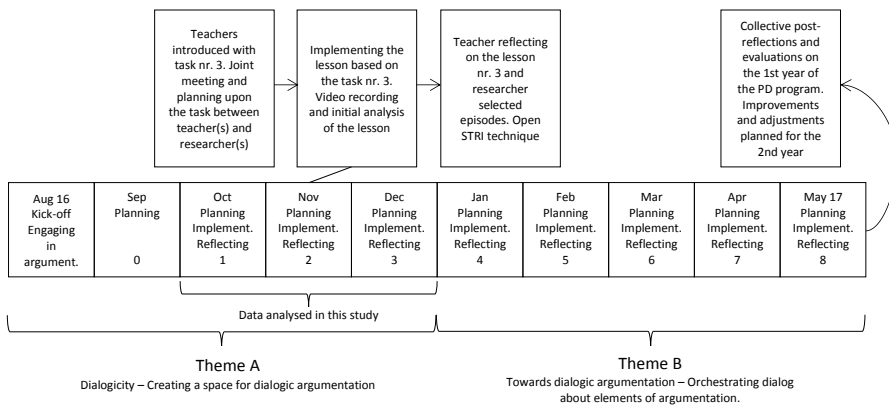 Teachers
introduced with
task nr. 3. Joint
meeting and
planning upon
the task between
teacher(s) and
researcher(s)
Implementing the
lesson based on
the task nr. 3.
Video recording
and initial analysis
of the lesson
Teacher reflecting
on the lesson
nr. 3 and
researcher
selected
episodes. Open
STRI technique
Collective post-
reflections and
evaluations on
the 1st year of
the PD program.
Improvements
and adjustments
planned for the
2nd year
Aug 16
Kick-off
Engaging
in
argument.
Sep
Planning
0
Oct
Planning
Implement.
Reflecting
1
Nov
Planning
Implement.
Reflecting
2
Dec
Planning
Implement.
Reflecting
3
Jan
Planning
Implement.
Reflecting
4
Feb
Planning
Implement.
Reflecting
5
Mar
Planning
Implement.
Reflecting
6
Apr
Planning
Implement.
Reflecting
7
May 17
Planning
Implement.
Reflecting
8
Data analysed in this study
Theme A
Dialogicity – Creating a space for dialogic argumentation
Theme B
Towards dialogic argumentation – Orchestrating dialog
about elements of argumentation.